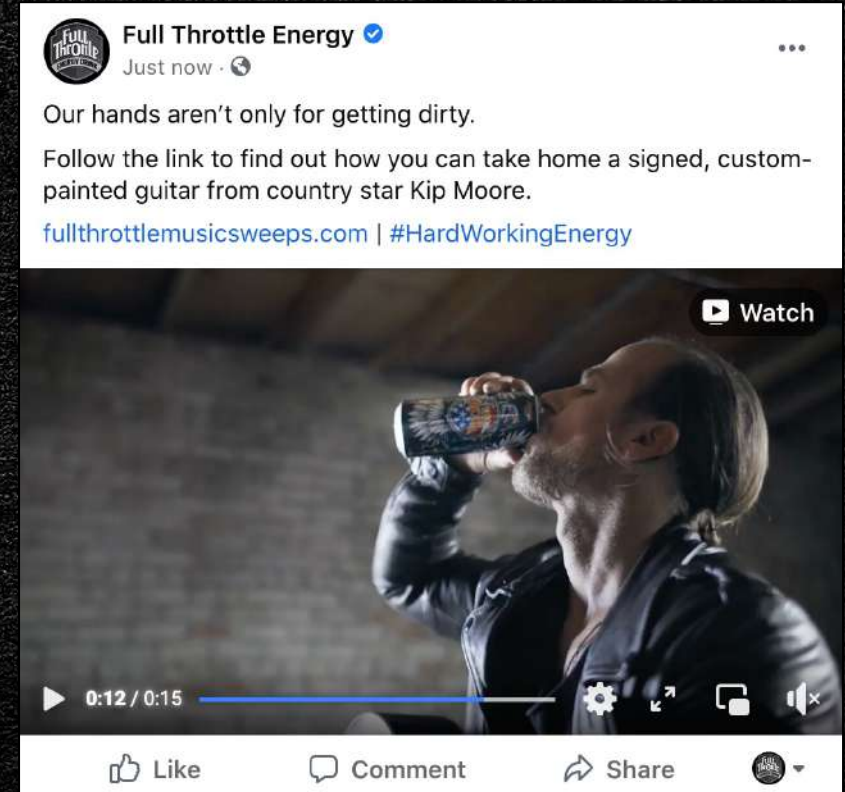 FULL
THROTTLE
Full Throttle Energy
Just now ·
Our hands aren't only for getting dirty.
Follow the link to find out how you can take home a signed, custom-
painted guitar from country star Kip Moore.
fullthrottlemusicsweeps.com | #HardWorkingEnergy
Watch
0:12 / 0:15
Like
Comment
Share